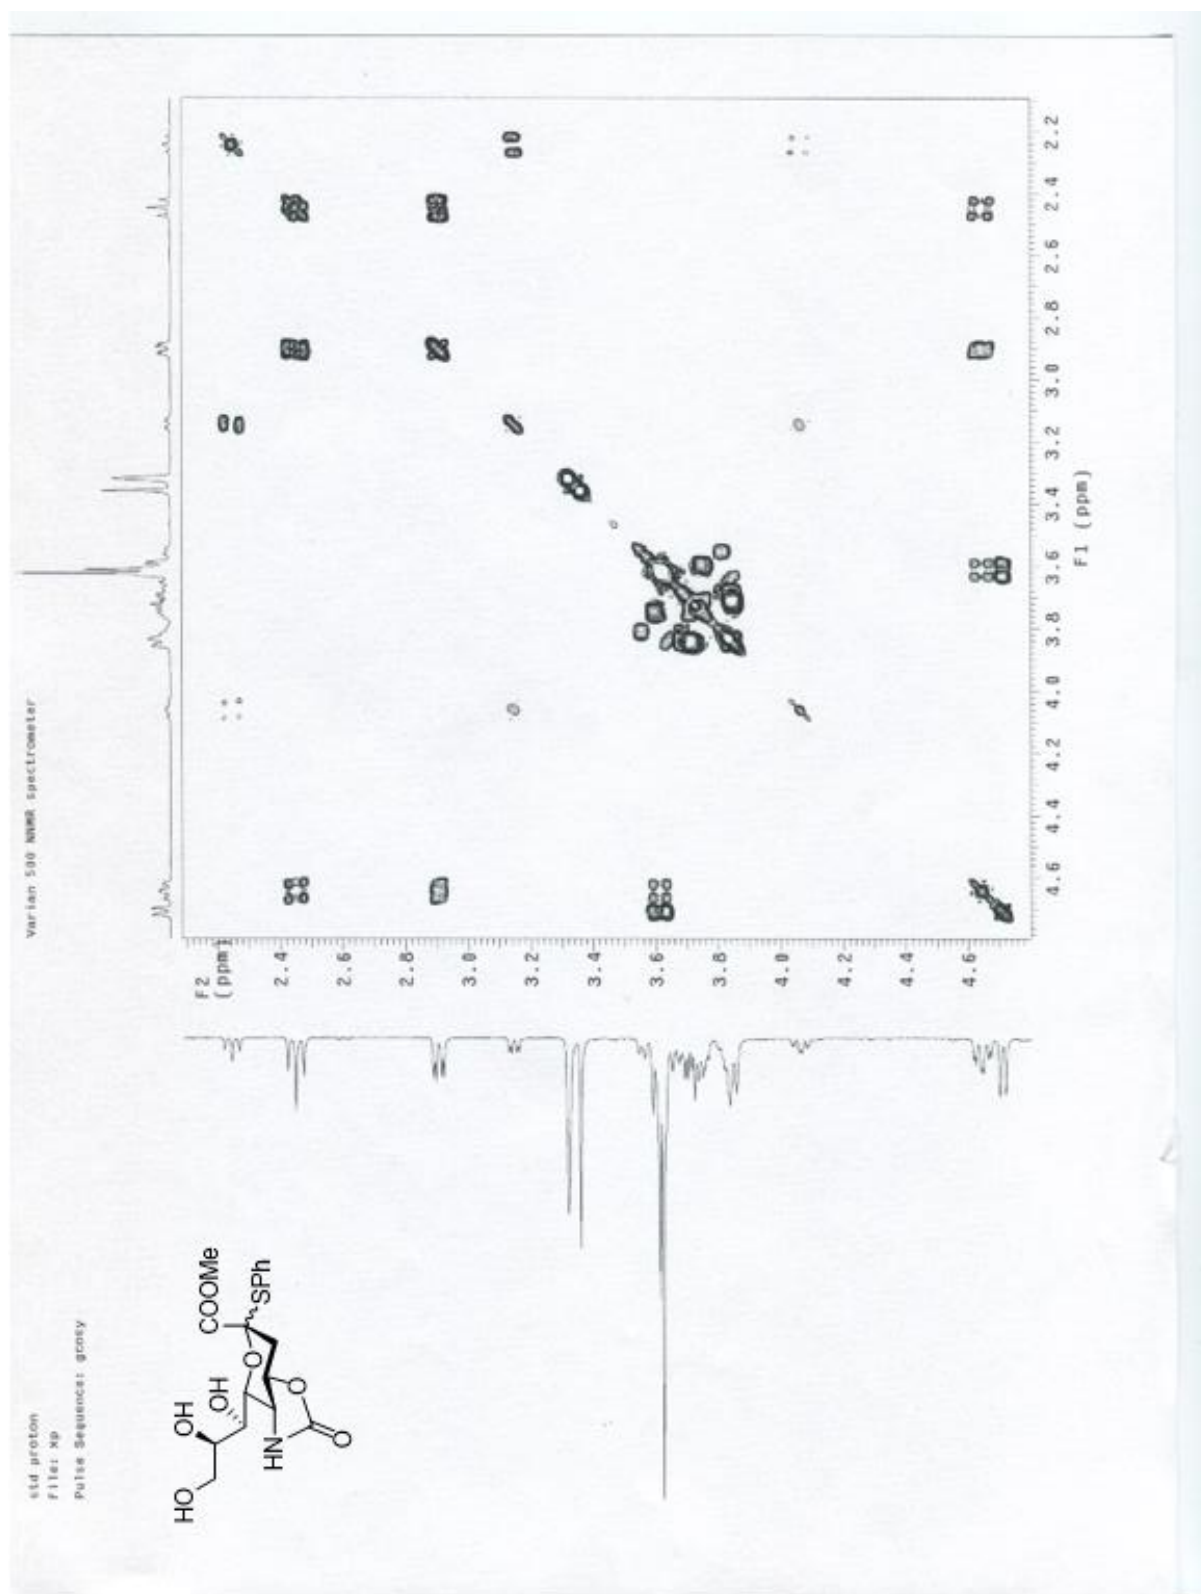 std proton
File: xp
Pulse Sequence: gcosy
Varian 500 NNMR spectrometer
HO
OH
OH
COOMe
O
SPh
HN
O
O
F2
(ppm)
2.4
2.6
2.8
3.0
3.2
3.4
3.6
3.8
4.0
4.2
4.4
4.6
4.6
4.4
4.2
4.0
3.8
3.6
3.4
3.2
3.0
2.8
2.6
2.4
2.2
F1 (ppm)